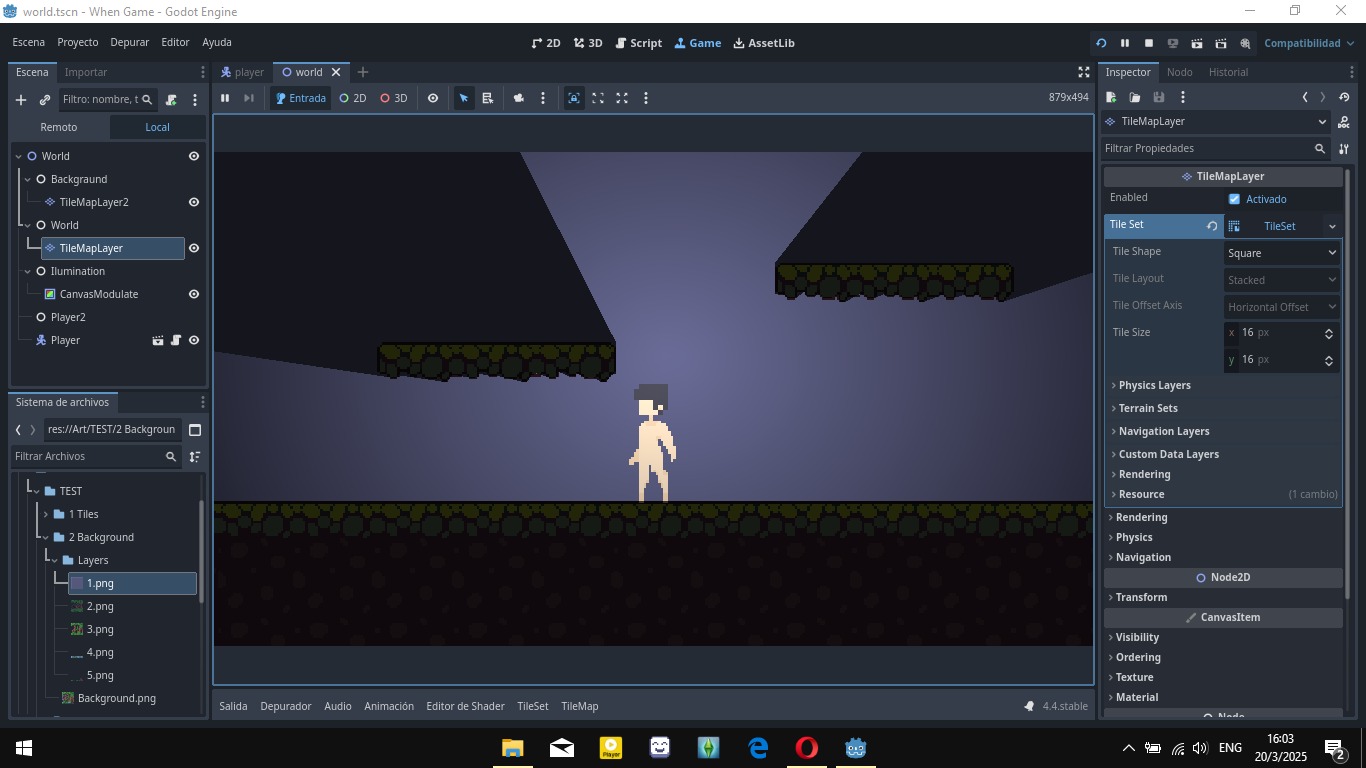 world.tscn - When Game - Godot Engine
Escena Proyecto Depurar Editor Ayuda
2D 3D Script Game AssetLib
Compatibilidad
Escena Importar
player world
Inspector Nodo Historial
Filtro: nombre, t
Entrada 2D 3D
879x494
Remoto Local
TileMapLayer
Filtrar Propiedades
World
Backgraund
TileMapLayer2
World
TileMapLayer
Ilumination
CanvasModulate
Player2
Player
TileMapLayer
Enabled Activado
Tile Set TileSet
Tile Shape Square
Tile Layout Stacked
Tile Offset Axis Horizontal Offset
Tile Size x 16 px
y 16 px
Physics Layers
Terrain Sets
Navigation Layers
Custom Data Layers
Rendering
Resource (1 cambio)
Rendering
Physics
Navigation
Node2D
Transform
CanvasItem
Visibility
Ordering
Texture
Material
Node
Sistema de archivos
res://Art/TEST/2 Backgroun
Filtrar Archivos
TEST
1 Tiles
2 Background
Layers
1.png
2.png
3.png
4.png
5.png
Background.png
Salida Depurador Audio Animación Editor de Shader TileSet TileMap
4.4.stable
Player
ENG
16:03
20/3/2025
2